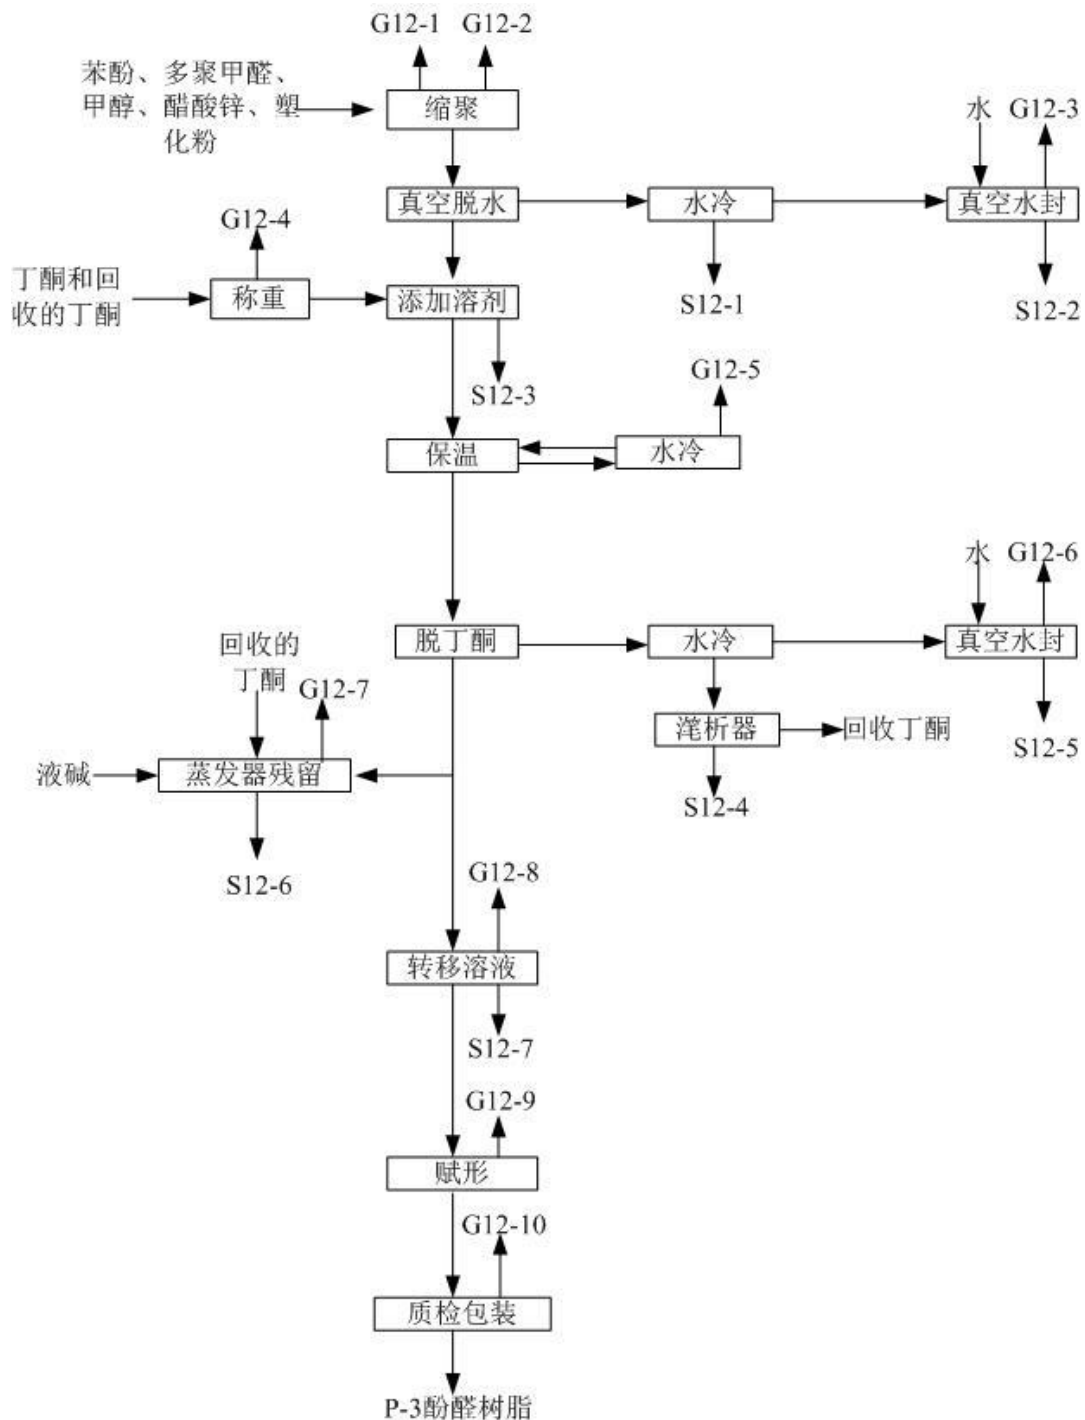 G12-1
G12-2
苯酚、多聚甲醛、
甲醇、醋酸锌、塑
化粉
缩聚
水
G12-3
真空脱水
水冷
真空水封
G12-4
丁酮和回
收的丁酮
称重
添加溶剂
S12-1
S12-2
S12-3
G12-5
保温
水冷
水
G12-6
脱丁酮
水冷
真空水封
回收的
丁酮
G12-7
滗析器
回收丁酮
液碱
蒸发器残留
S12-5
S12-4
S12-6
G12-8
转移溶液
S12-7
G12-9
赋形
G12-10
质检包装
P-3酚醛树脂